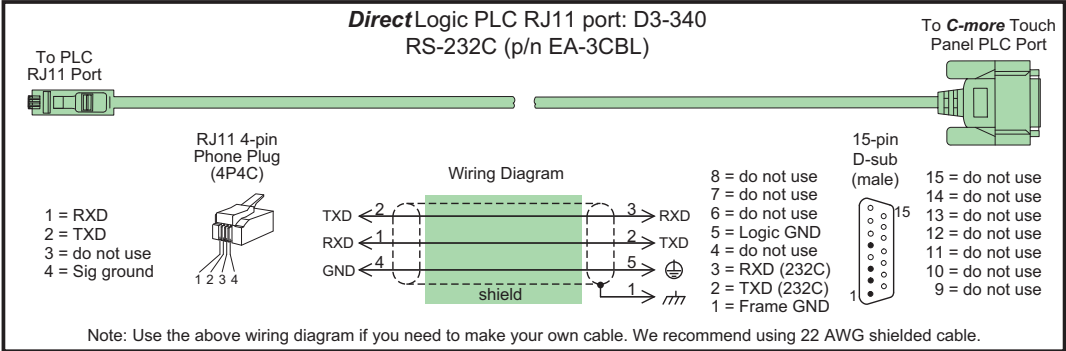 DirectLogic PLC RJ11 port: D3-340
RS-232C (p/n EA-3CBL)
To PLC
RJ11 Port
To C-more Touch
Panel PLC Port
RJ11 4-pin
Phone Plug
(4P4C)
1 = RXD
2 = TXD
3 = do not use
4 = Sig ground
1 2 3 4
Wiring Diagram
TXD 2 3 RXD
RXD 1 2 TXD
GND 4 5
1
shield
8 = do not use
7 = do not use
6 = do not use
5 = Logic GND
4 = do not use
3 = RXD (232C)
2 = TXD (232C)
1 = Frame GND
15-pin
D-sub
(male)
15
1
15 = do not use
14 = do not use
13 = do not use
12 = do not use
11 = do not use
10 = do not use
9 = do not use
Note: Use the above wiring diagram if you need to make your own cable. We recommend using 22 AWG shielded cable.